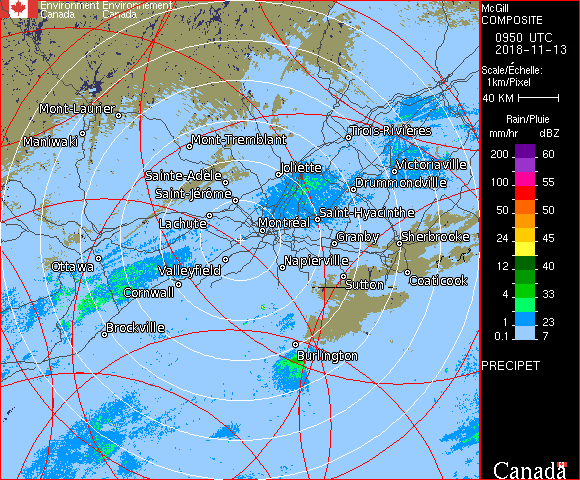 Environment Environnement
Canada Canada
McGill
COMPOSITE
0950 UTC
2018-11-13
Scale/Échelle:
1km/Pixel
40 KM
Rain/Pluie
mm/hr dBZ
200 60
100 55
50 50
24 45
12 40
4 33
1 23
0.1 7
PRECIPET
Canada
Mont-Laurier
Maniwaki
Mont-Tremblant
Trois-Rivières
Joliette
Victoriaville
Sainte-Adèle
Drummondville
Saint-Jérôme
Saint-Hyacinthe
Lachute
Montréal
Granby
Sherbrooke
Ottawa
Valleyfield
Napierville
Coaticook
Cornwall
Sutton
Brockville
Burlington